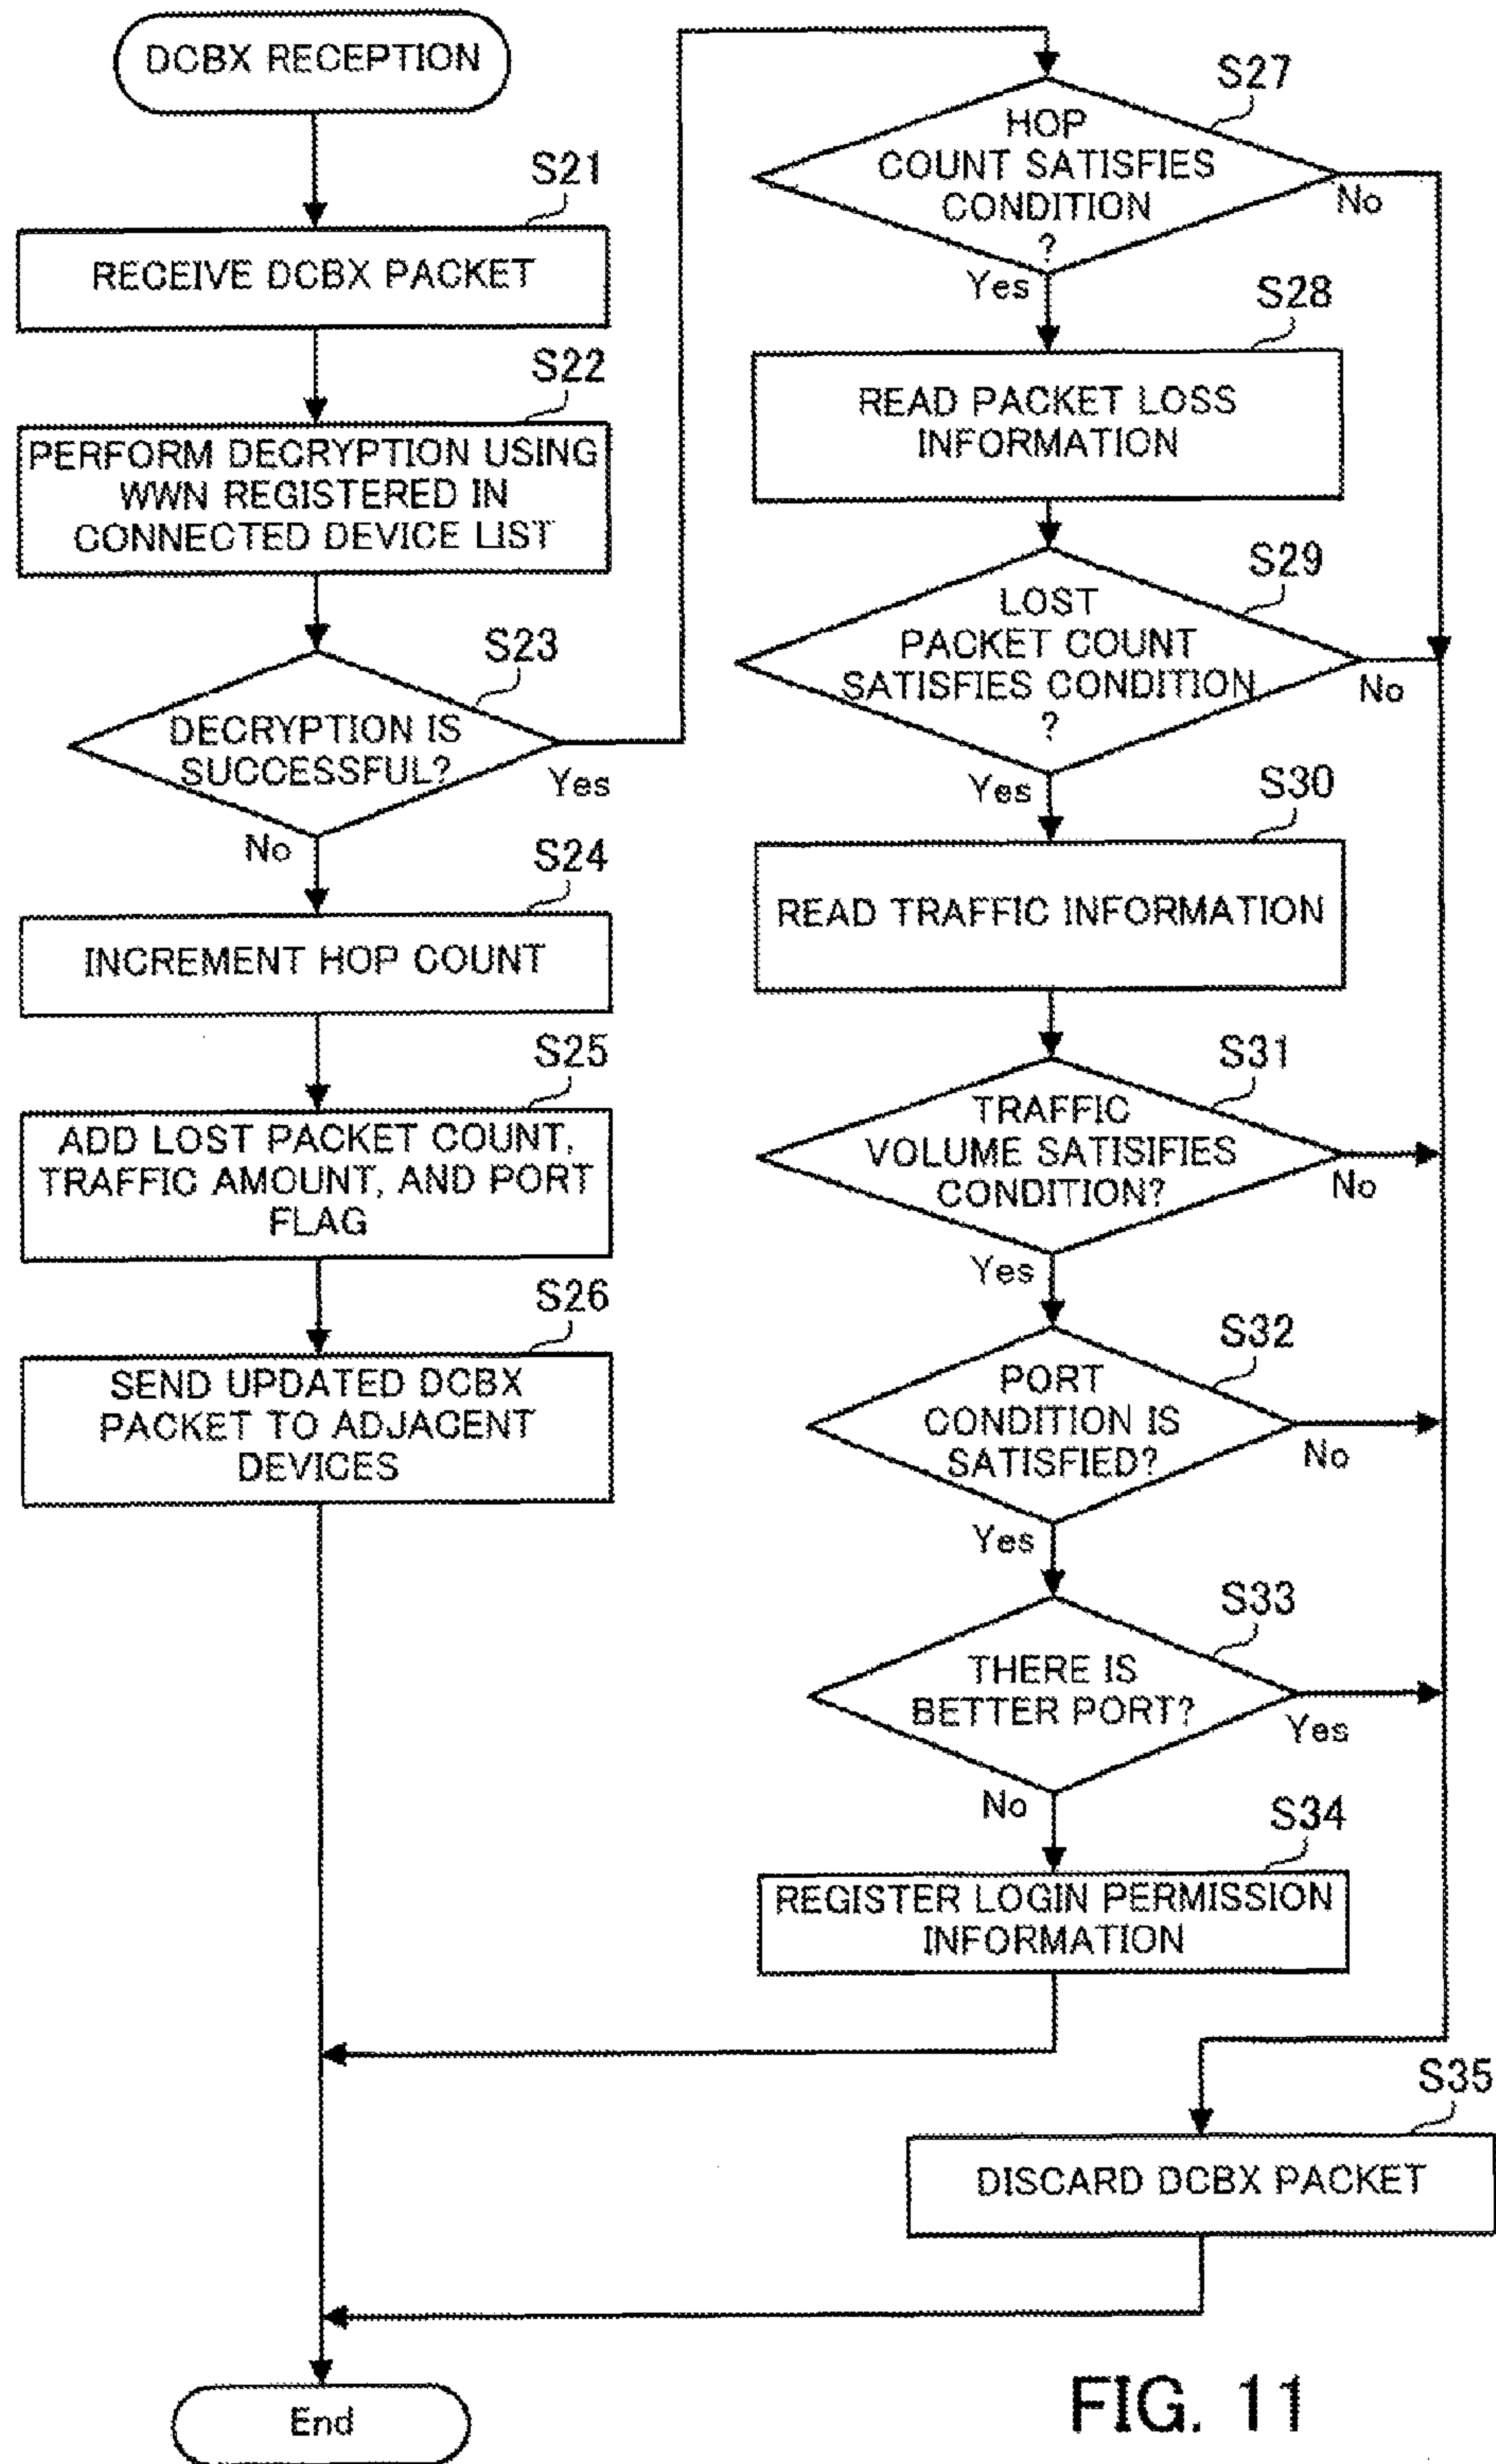 DCBX RECEPTION
S21
RECEIVE DCBX PACKET
S22
PERFORM DECRYPTION USING
WWN REGISTERED IN
CONNECTED DEVICE LIST
S23
DECRYPTION IS
SUCCESSFUL?
Yes
No
S24
INCREMENT HOP COUNT
S25
ADD LOST PACKET COUNT,
TRAFFIC AMOUNT, AND PORT
FLAG
S26
SEND UPDATED DCBX
PACKET TO ADJACENT
DEVICES
S27
HOP
COUNT SATISFIES
CONDITION
?
No
Yes
S28
READ PACKET LOSS
INFORMATION
S29
LOST
PACKET COUNT
SATISFIES CONDITION
?
No
Yes
S30
READ TRAFFIC INFORMATION
S31
TRAFFIC
VOLUME SATISIFIES
CONDITION?
No
Yes
S32
PORT
CONDITION IS
SATISFIED?
No
Yes
S33
THERE IS
BETTER PORT?
Yes
No
S34
REGISTER LOGIN PERMISSION
INFORMATION
S35
DISCARD DCBX PACKET
End
FIG. 11